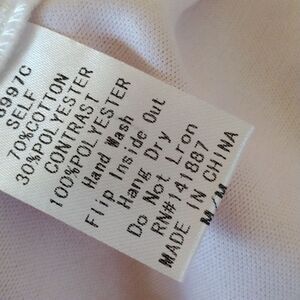 9997C
SELF
70%COTTON
30%POLYESTER
CONTRAST
100%POLYESTER
Hand Wash
Flip Inside Out
Hang Dry
Do Not Lron
RN#141887
MADE IN CHINA
M/M